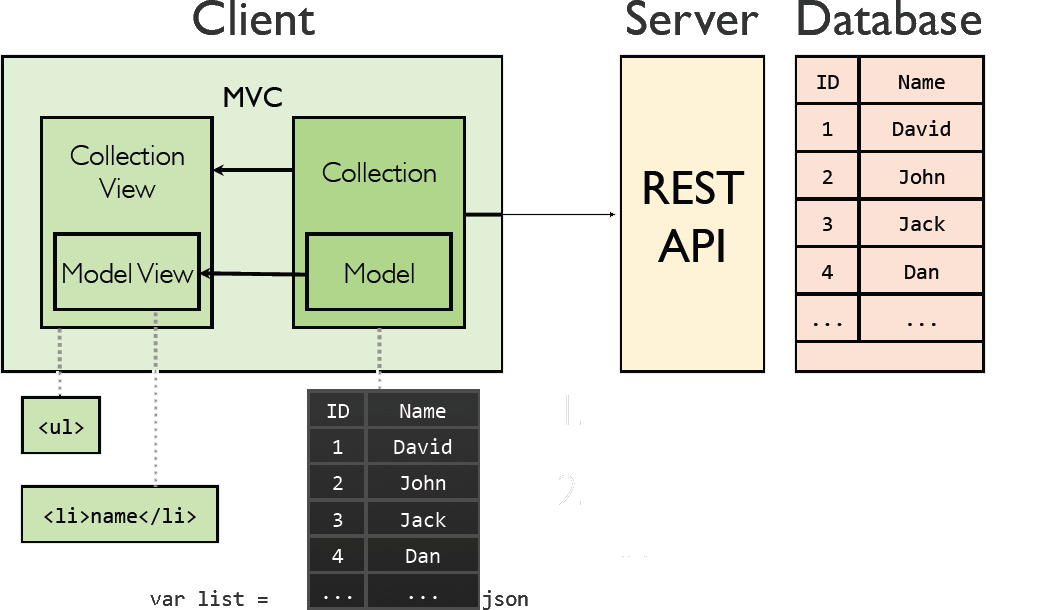 Client
Server
Database
MVC
Collection
View
Model View
Collection
Model
REST
API
ID Name
1 David
2 John
3 Jack
4 Dan
... ...
<ul>
<li>name</li>
ID Name
1 David
2 John
3 Jack
4 Dan
... ...
var list =
json
1.
2.